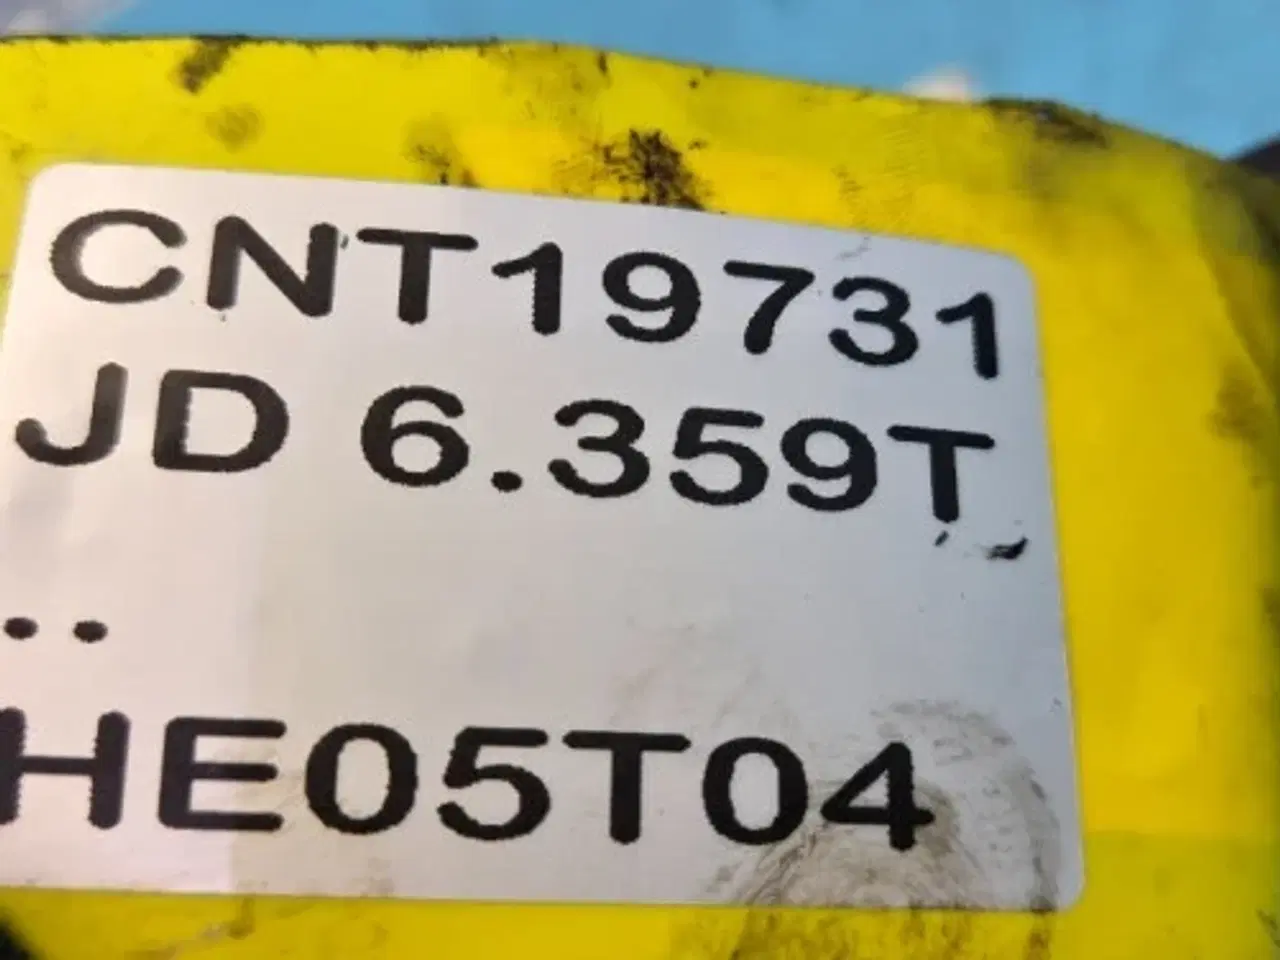 CNT19731
JD 6.359T
..
HE05T04